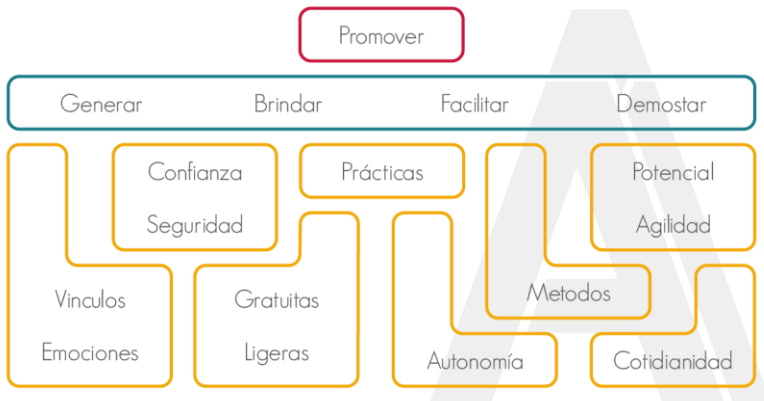 Promover
Generar Brindar Facilitar Demostar
Confianza Prácticas Potencial
Seguridad Agilidad
Vinculos Gratuitas Metodos
Emociones Ligeras Autonomía Cotidianidad